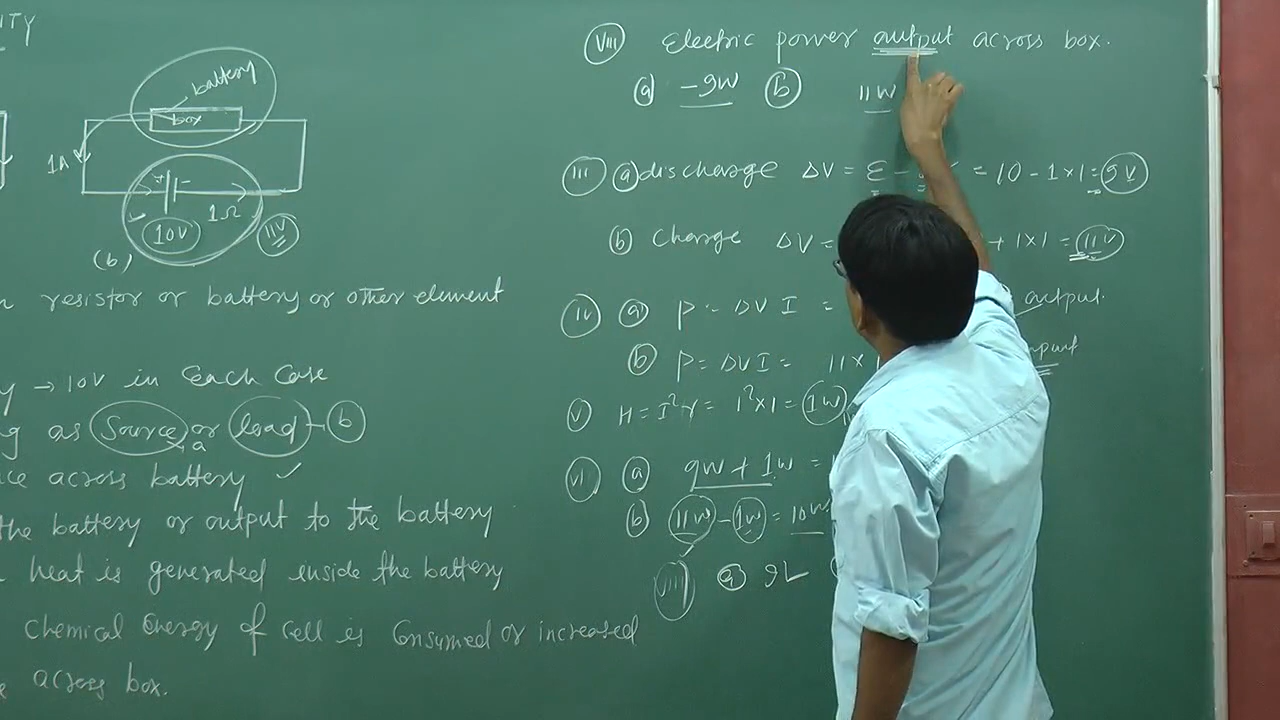 ITY
battery
box
1A
+ -
1Ω
10V
11V
(b)
resistor or battery or other element
→ 10V in Each Case
as Source or load - b
a
across battery ✓
the battery or output to the battery
heat is generated inside the battery
Chemical Energy of Cell is Consumed or increased
across box.
VIII Electric power output across box.
a -9W b 11W
III a discharge ΔV = ε - = 10 - 1×1 = 9V
b Charge ΔV = + 1×1 = 11V
IV a P = ΔV I = output.
b P = ΔV I = 11×1
V H = I²r = 1²×1 = 1W
VI a 9W + 1W =
b 11W - 1W = 10W
a 9V